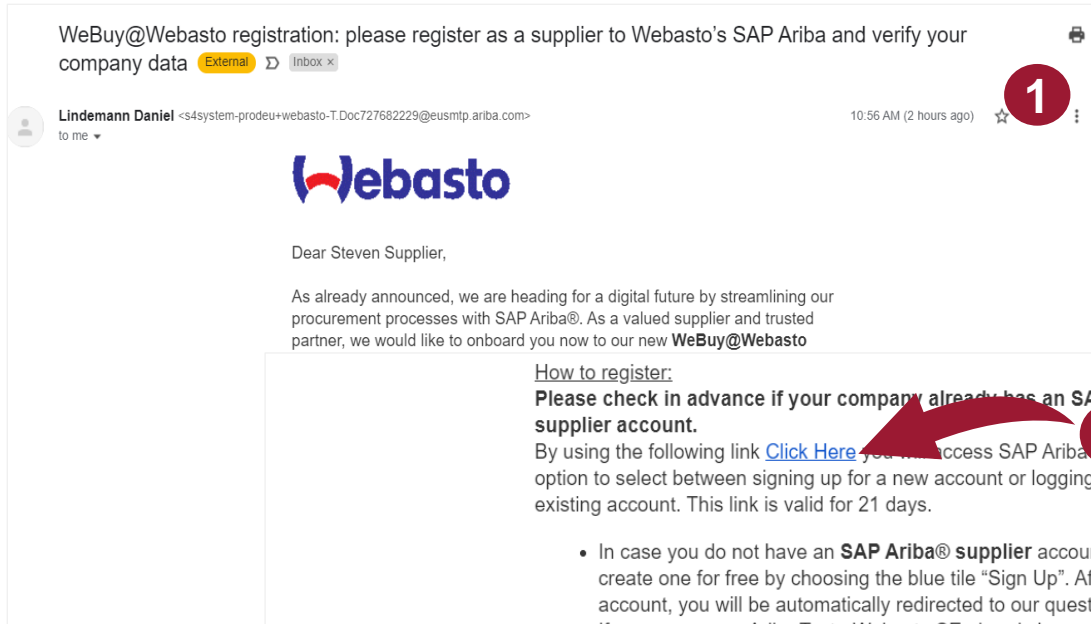 WeBuy@Webasto registration: please register as a supplier to Webasto's SAP Ariba and verify your
company data External Inbox ×
1
Lindemann Daniel <s4system-prodeu+webasto-T.Doc727682229@eusmtp.ariba.com> 10:56 AM (2 hours ago)
to me
Webasto
Dear Steven Supplier,
As already announced, we are heading for a digital future by streamlining our
procurement processes with SAP Ariba®. As a valued supplier and trusted
partner, we would like to onboard you now to our new WeBuy@Webasto
How to register:
Please check in advance if your company already has an SA
supplier account.
By using the following link Click Here you will access SAP Ariba
option to select between signing up for a new account or logging
existing account. This link is valid for 21 days.
• In case you do not have an SAP Ariba® supplier accou
create one for free by choosing the blue tile “Sign Up”. Af
account, you will be automatically redirected to our quest